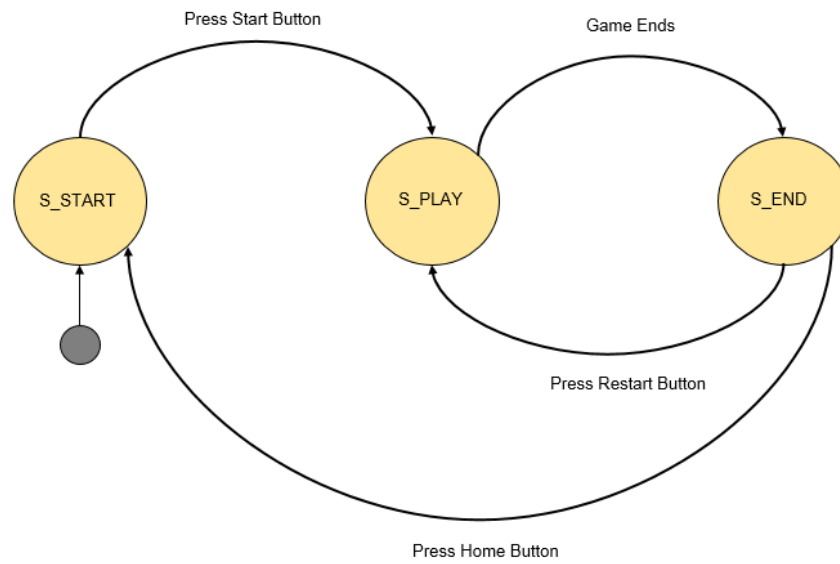 Press Start Button
Game Ends
S_START
S_PLAY
S_END
Press Restart Button
Press Home Button